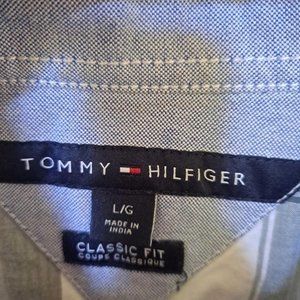 TOMMY HILFIGER
L/G
MADE IN
INDIA
CLASSIC FIT
COUPE CLASSIQUE